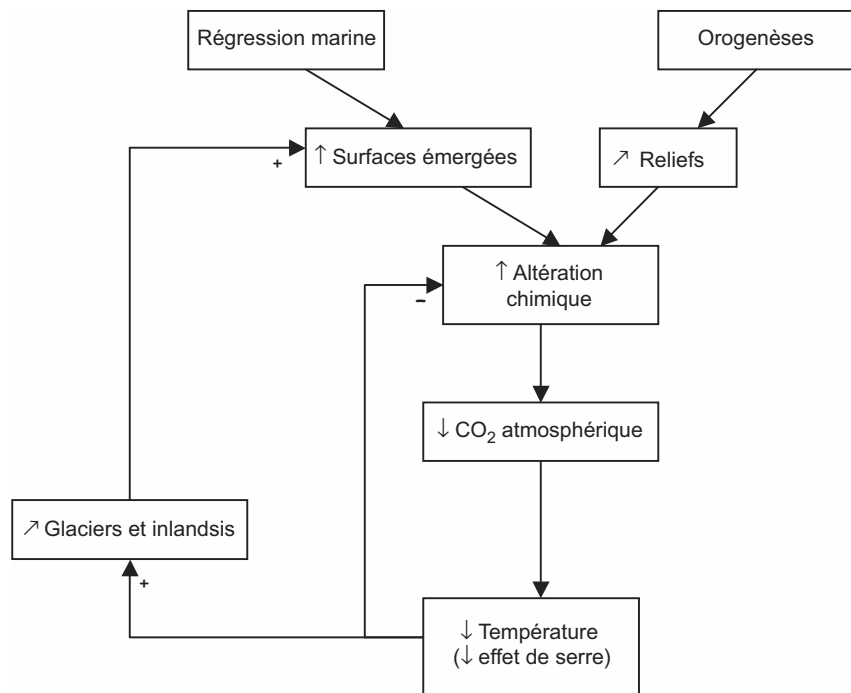 Régression marine
Orogenèses
↑ Surfaces émergées
↗ Reliefs
+
↑ Altération
chimique
–
↓ CO₂ atmosphérique
↗ Glaciers et inlandsis
+
↓ Température
(↓ effet de serre)